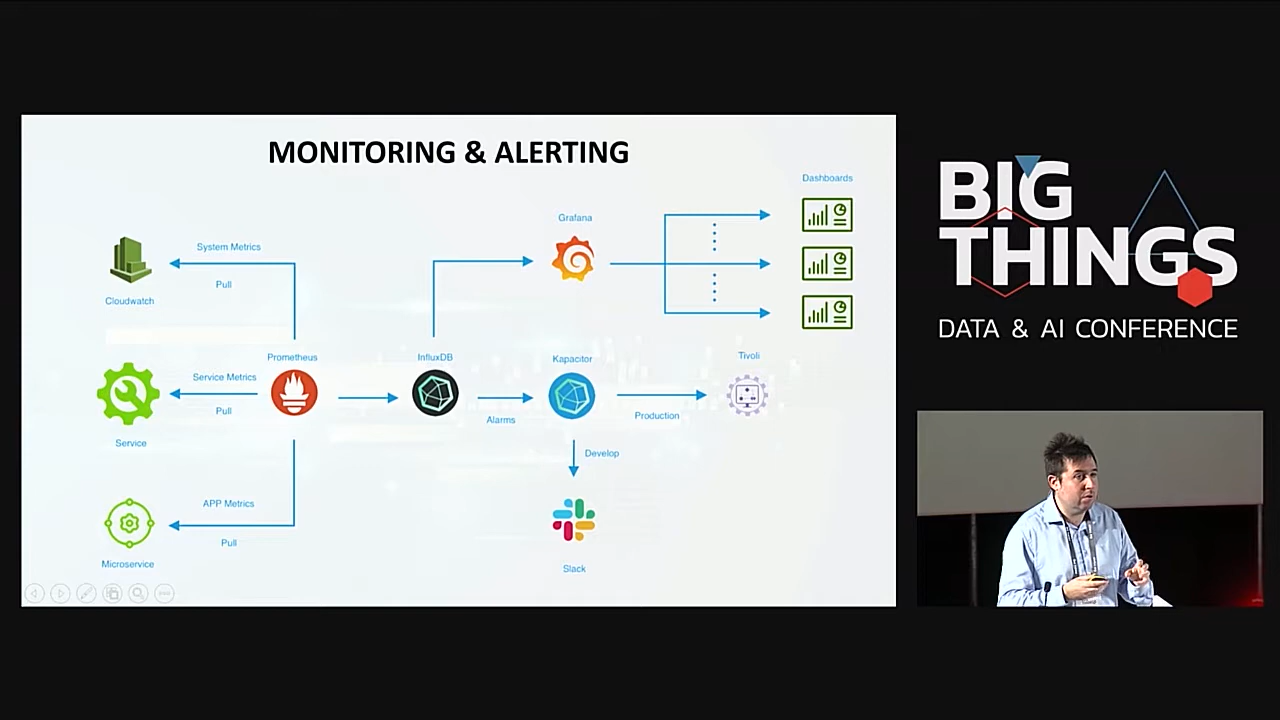 MONITORING & ALERTING
Dashboards
Grafana
System Metrics
Pull
Cloudwatch
Prometheus
InfluxDB
Kapacitor
Tivoli
Service Metrics
Pull
Alarms
Production
Service
Develop
APP Metrics
Pull
Microservice
Slack
BIG
THINGS
DATA & AI CONFERENCE